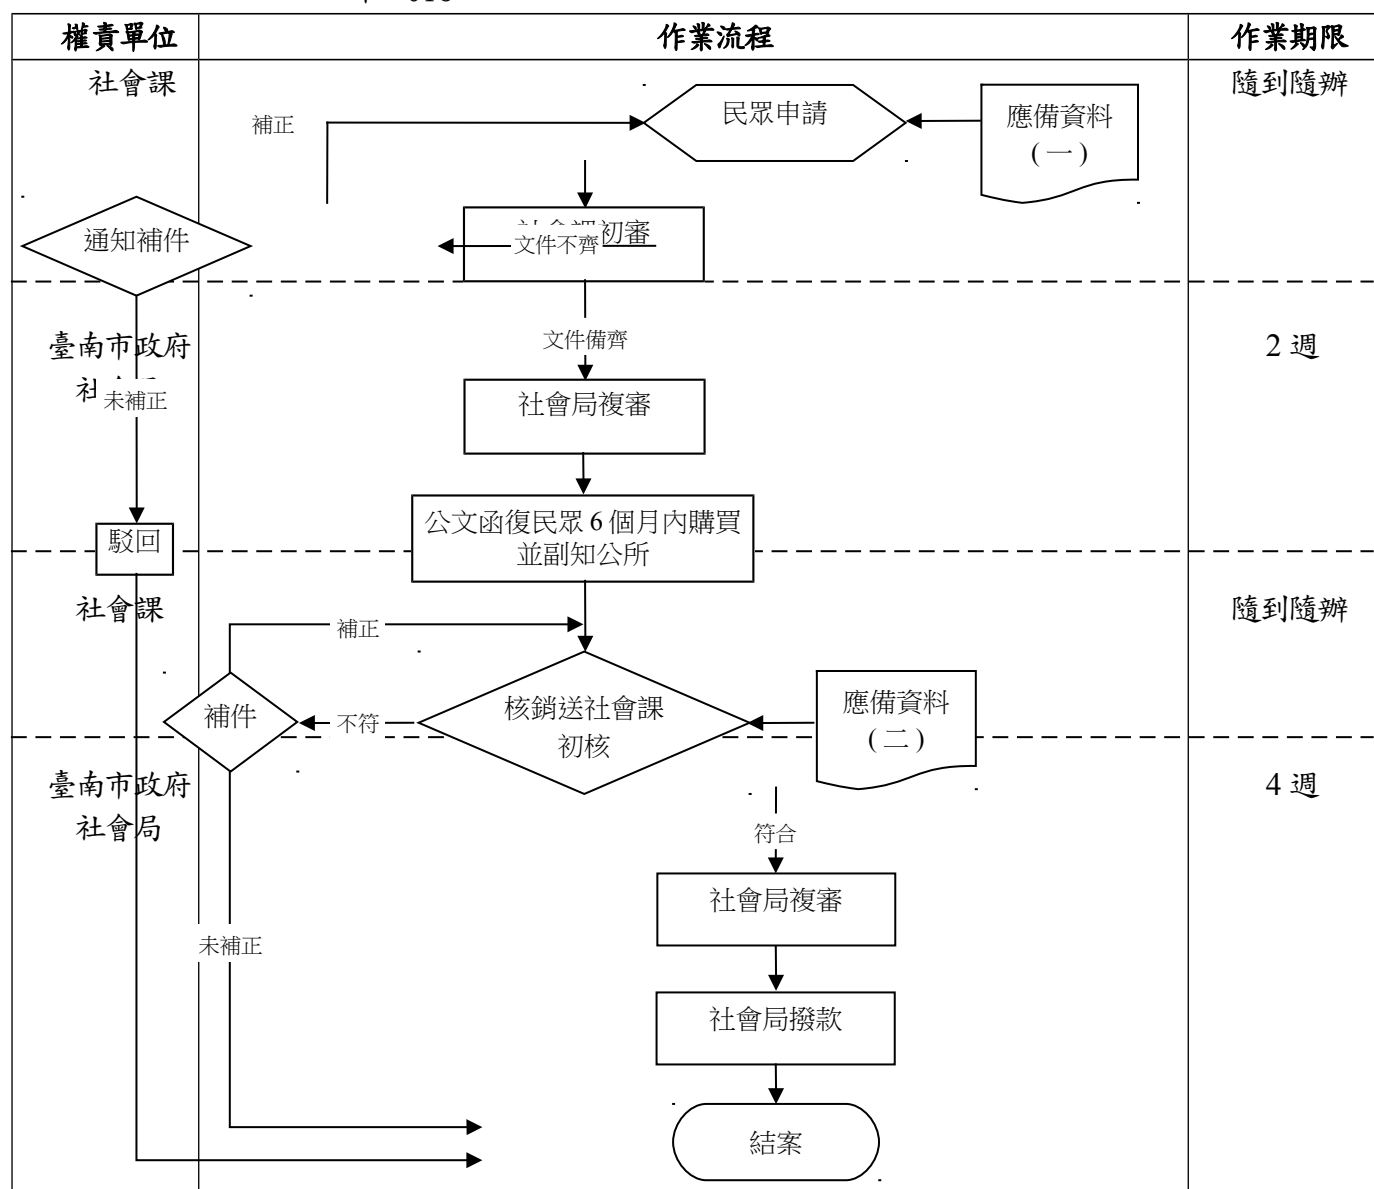 權責單位
作業流程
作業期限
社會課
隨到隨辦
民眾申請
應備資料
(一)
補正
通知補件
初審
文件不齊
臺南市政府
2 週
文件備齊
社
未補正
社會局複審
公文函復民眾 6 個月內購買
並副知公所
駁回
社會課
隨到隨辦
補正
補件
不符
核銷送社會課
初核
應備資料
(二)
臺南市政府
社會局
4 週
符合
社會局複審
未補正
社會局撥款
結案